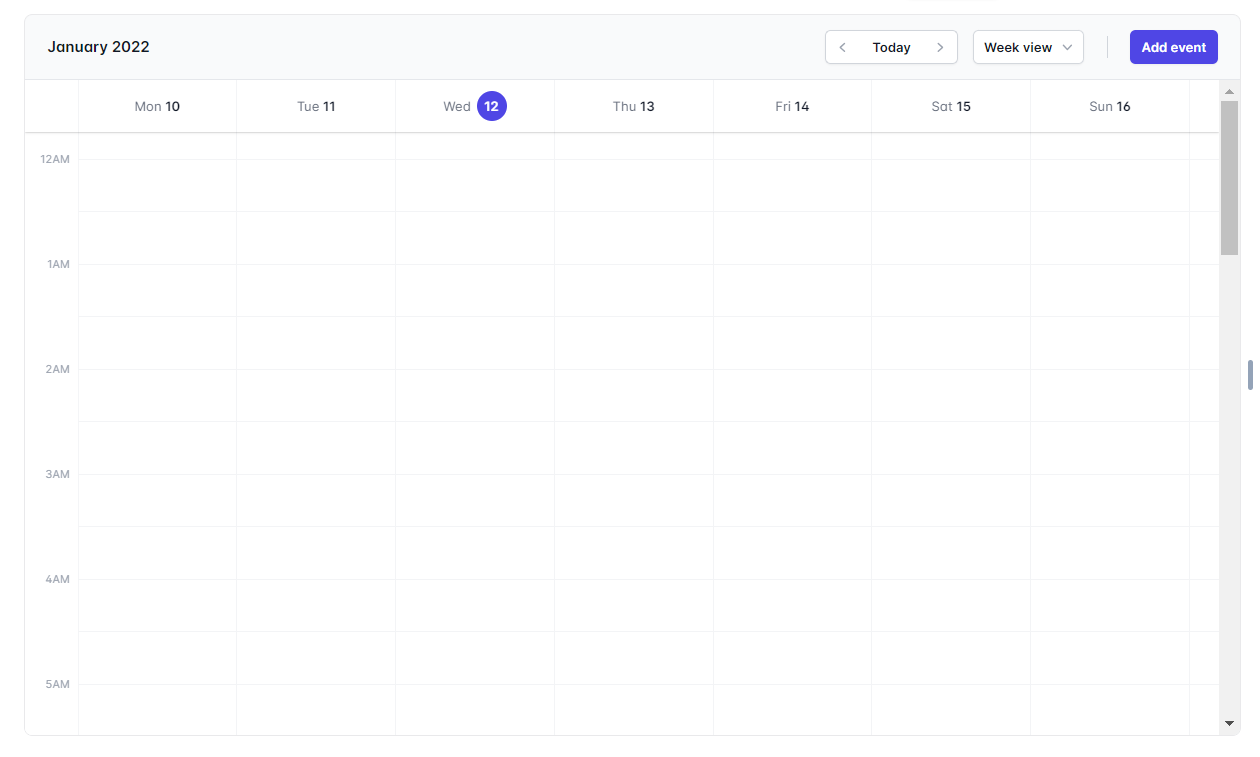 January 2022
Today
Week view
Add event
Mon 10
Tue 11
Wed 12
Thu 13
Fri 14
Sat 15
Sun 16
12AM
1AM
2AM
3AM
4AM
5AM